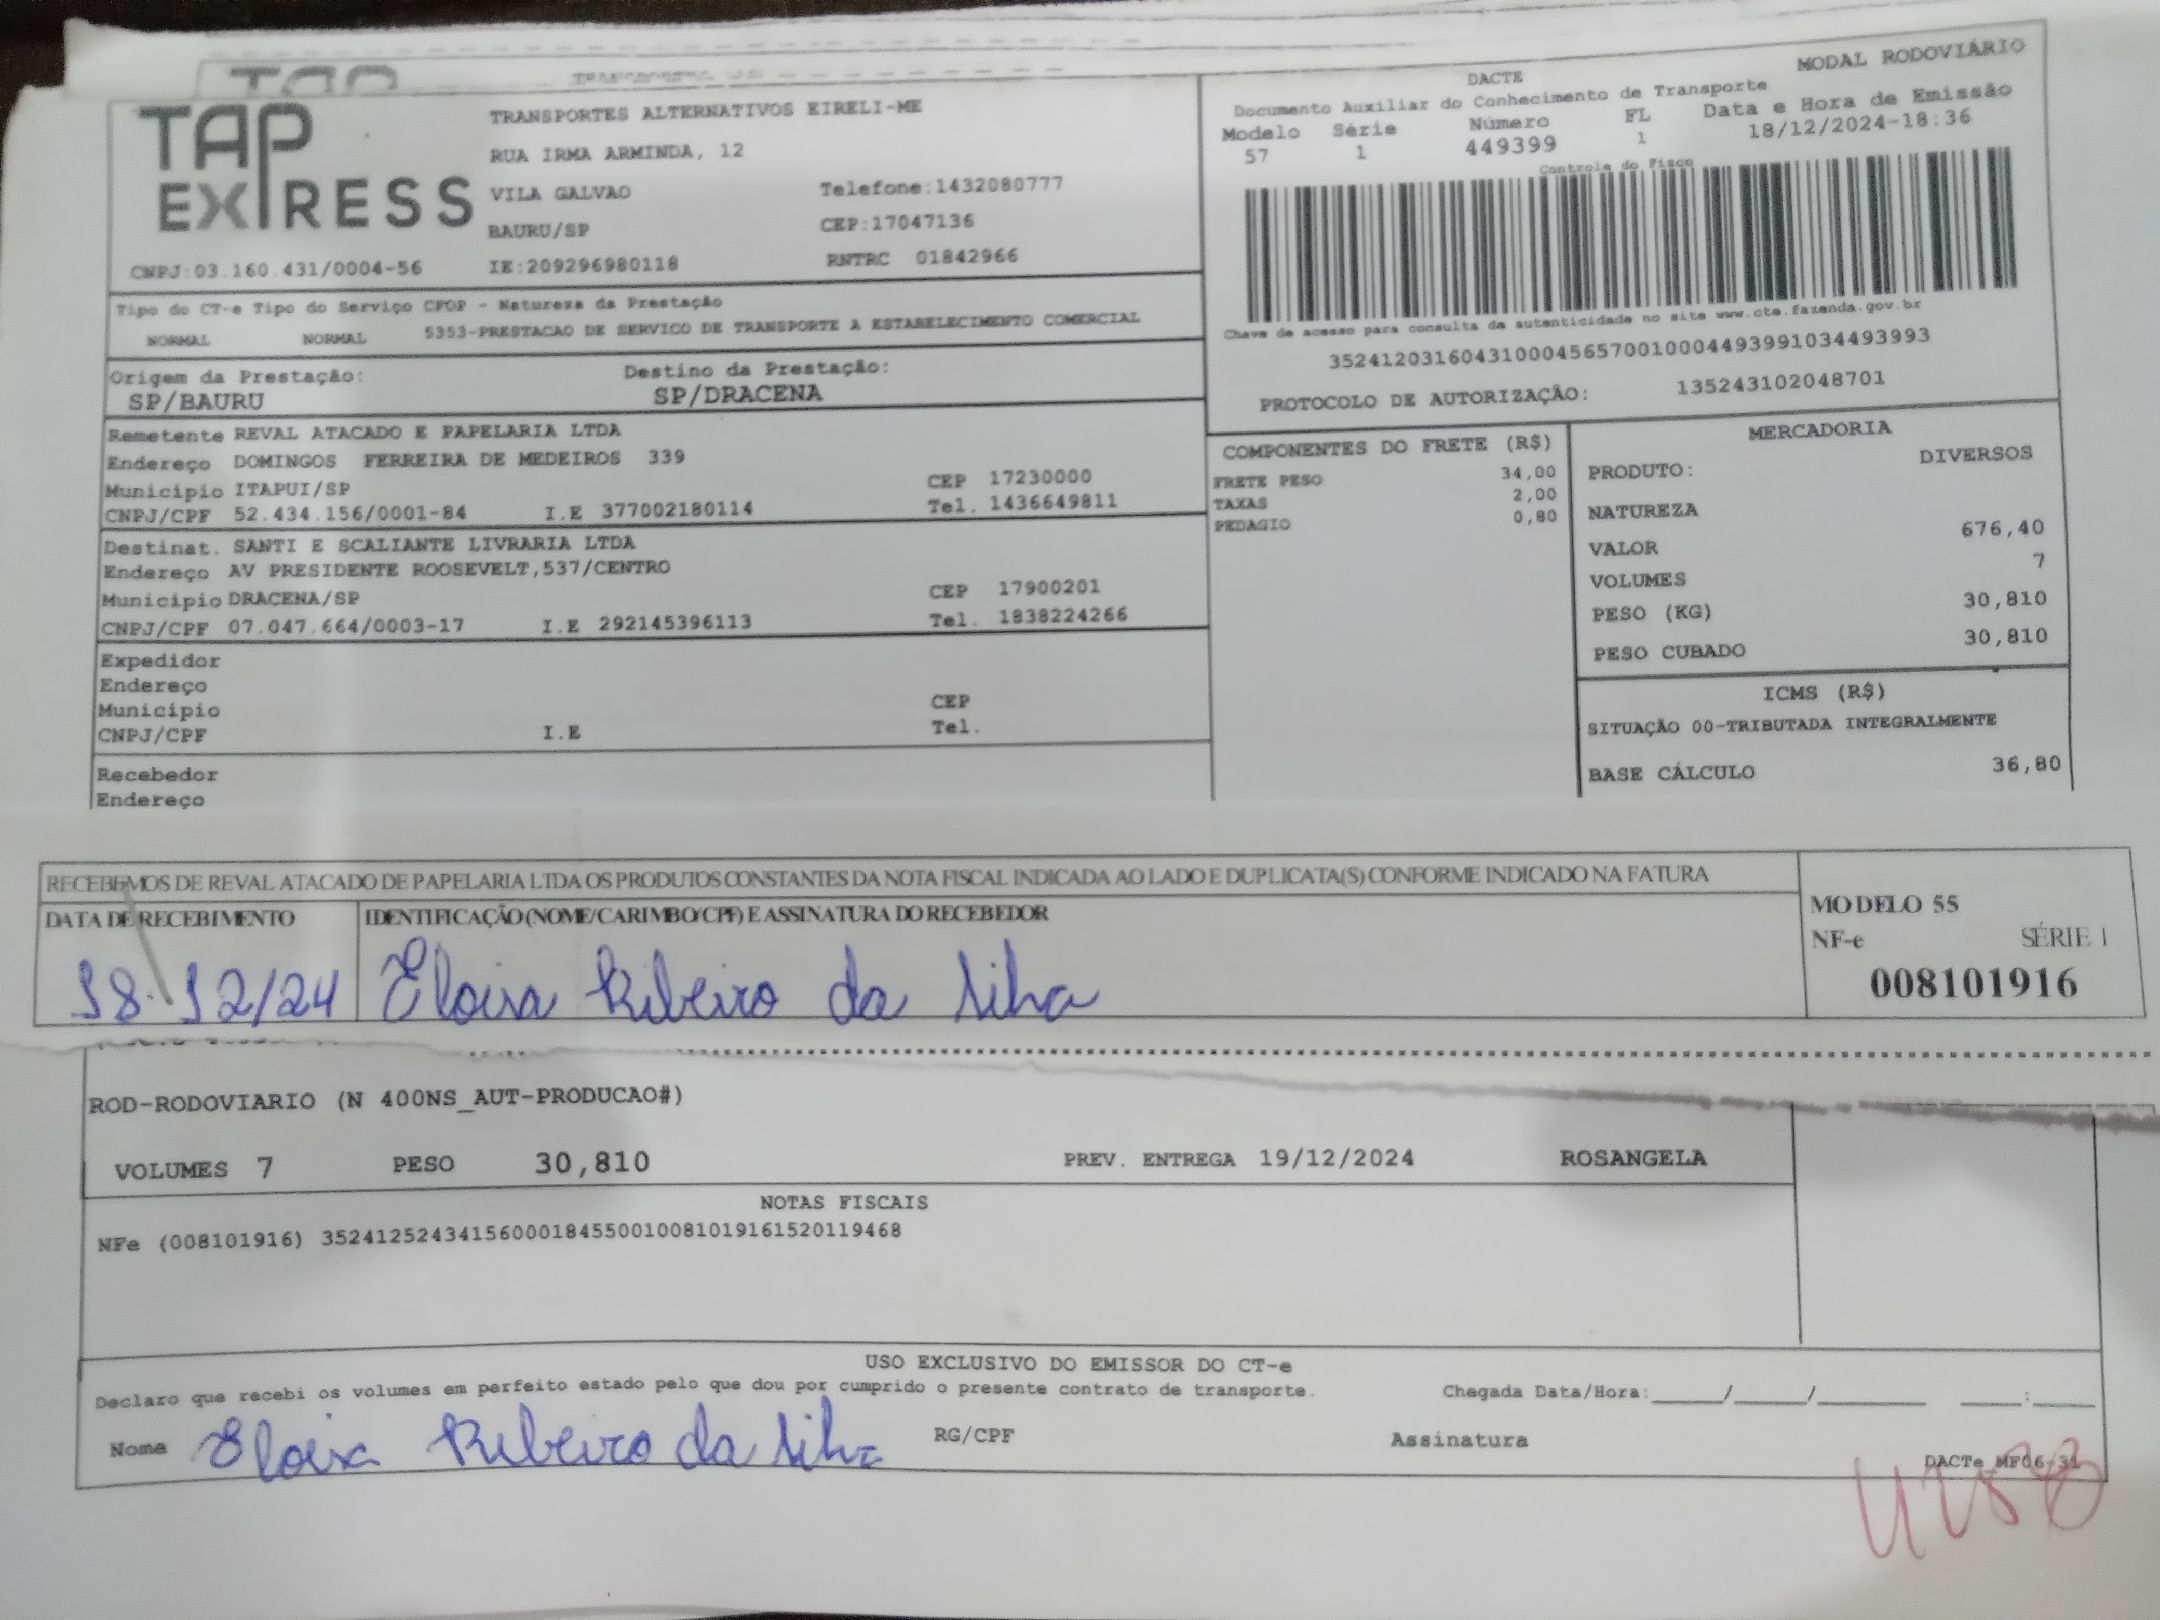 TAP EXPRESS
TRANSPORTES ALTERNATIVOS EIRELI-ME
RUA IRMA ARMINDA, 12
VILA GALVAO Telefone:1432080777
BAURU/SP CEP:17047136
CNPJ:03.160.431/0004-56 IE:209296980118 RNTRC 01842966
MODAL RODOVIÁRIO
DACTE
Documento Auxiliar do Conhecimento de Transporte
Modelo Série Número FL Data e Hora de Emissão
57 1 449399 1 18/12/2024-18:36
Controle do Fisco
Chave de acesso para consulta de autenticidade no site www.cte.fazenda.gov.br
35241203160431000456570010004493991034493993
PROTOCOLO DE AUTORIZAÇÃO: 135243102048701
Tipo do CT-e Tipo do Serviço CFOP - Natureza da Prestação
NORMAL NORMAL 5353-PRESTACAO DE SERVICO DE TRANSPORTE A ESTABELECIMENTO COMERCIAL
Origem da Prestação: Destino da Prestação:
SP/BAURU SP/DRACENA
Remetente REVAL ATACADO E PAPELARIA LTDA
Endereço DOMINGOS FERREIRA DE MEDEIROS 339
Municipio ITAPUI/SP CEP 17230000
CNPJ/CPF 52.434.156/0001-84 I.E 377002180114 Tel. 1436649811
Destinat. SANTI E SCALIANTE LIVRARIA LTDA
Endereço AV PRESIDENTE ROOSEVELT,537/CENTRO
Municipio DRACENA/SP CEP 17900201
CNPJ/CPF 07.047.664/0003-17 I.E 292145396113 Tel. 1838224266
Expedidor
Endereço
Municipio CEP
CNPJ/CPF I.E Tel.
Recebedor
Endereço
COMPONENTES DO FRETE (R$)
FRETE PESO 34,00
TAXAS 2,00
PEDAGIO 0,80
MERCADORIA
PRODUTO: DIVERSOS
NATUREZA
VALOR 676,40
VOLUMES 7
PESO (KG) 30,810
PESO CUBADO 30,810
ICMS (R$)
SITUAÇÃO 00-TRIBUTADA INTEGRALMENTE
BASE CÁLCULO 36,80
RECEBEMOS DE REVAL ATACADO DE PAPELARIA LTDA OS PRODUTOS CONSTANTES DA NOTA FISCAL INDICADA AO LADO E DUPLICATA(S) CONFORME INDICADO NA FATURA
DATA DE RECEBIMENTO IDENTIFICAÇÃO (NOME/CARIMBO/CPF) E ASSINATURA DO RECEBEDOR
18.12/24 Eloisa Ribeiro da Silva
MODELO 55
NF-e SÉRIE 1
008101916
ROD-RODOVIARIO (N 400NS_AUT-PRODUCAO#)
VOLUMES 7 PESO 30,810 PREV. ENTREGA 19/12/2024 ROSANGELA
NOTAS FISCAIS
NFe (008101916) 35241252434156000184550010081019161520119468
USO EXCLUSIVO DO EMISSOR DO CT-e
Declaro que recebi os volumes em perfeito estado pelo que dou por cumprido o presente contrato de transporte. Chegada Data/Hora:____/____/______ ____:____
Nome Eloisa Ribeiro da Silva RG/CPF Assinatura
DACTe_MF06-31